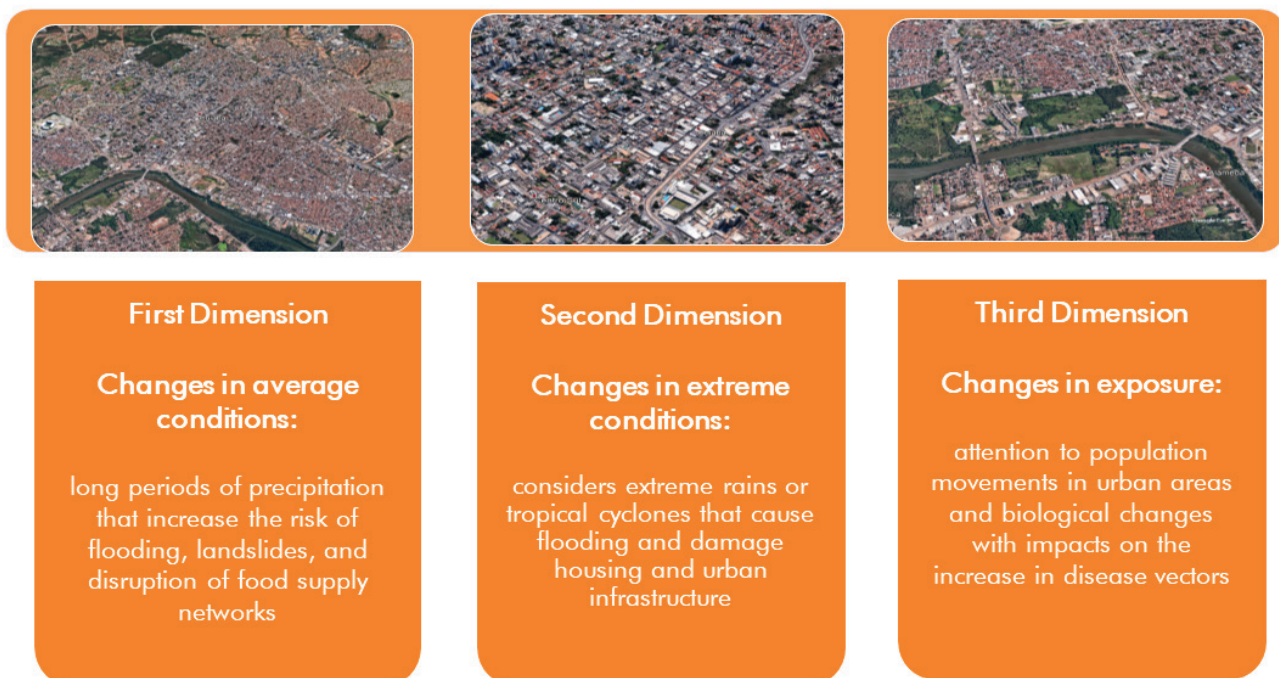 First Dimension
Changes in average
conditions:
long periods of precipitation
that increase the risk of
flooding, landslides, and
disruption of food supply
networks
Second Dimension
Changes in extreme
conditions:
considers extreme rains or
tropical cyclones that cause
flooding and damage
housing and urban
infrastructure
Third Dimension
Changes in exposure:
attention to population
movements in urban areas
and biological changes
with impacts on the
increase in disease vectors